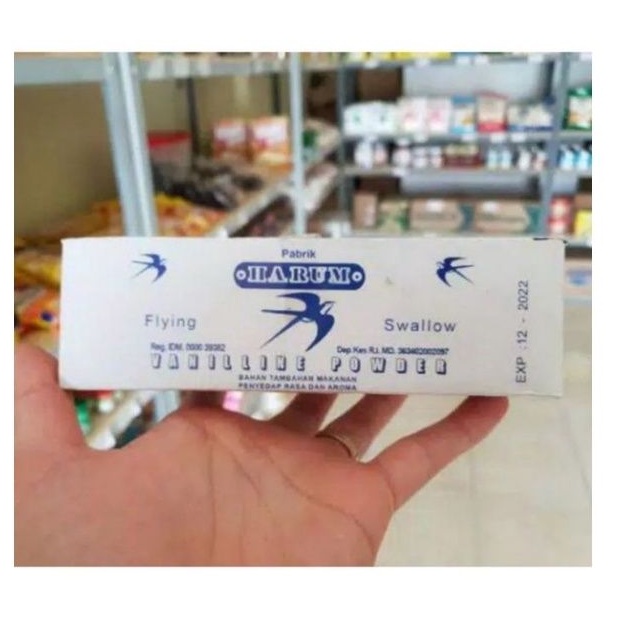 Pabrik
HARUM
Flying Swallow
Reg. IDM. 0000 39382 Dep.Kes R.I. MD. 363402002097
VANILLINE POWDER
BAHAN TAMBAHAN MAKANAN
PENYEDAP RASA DAN AROMA
EXP : 12 - 2022